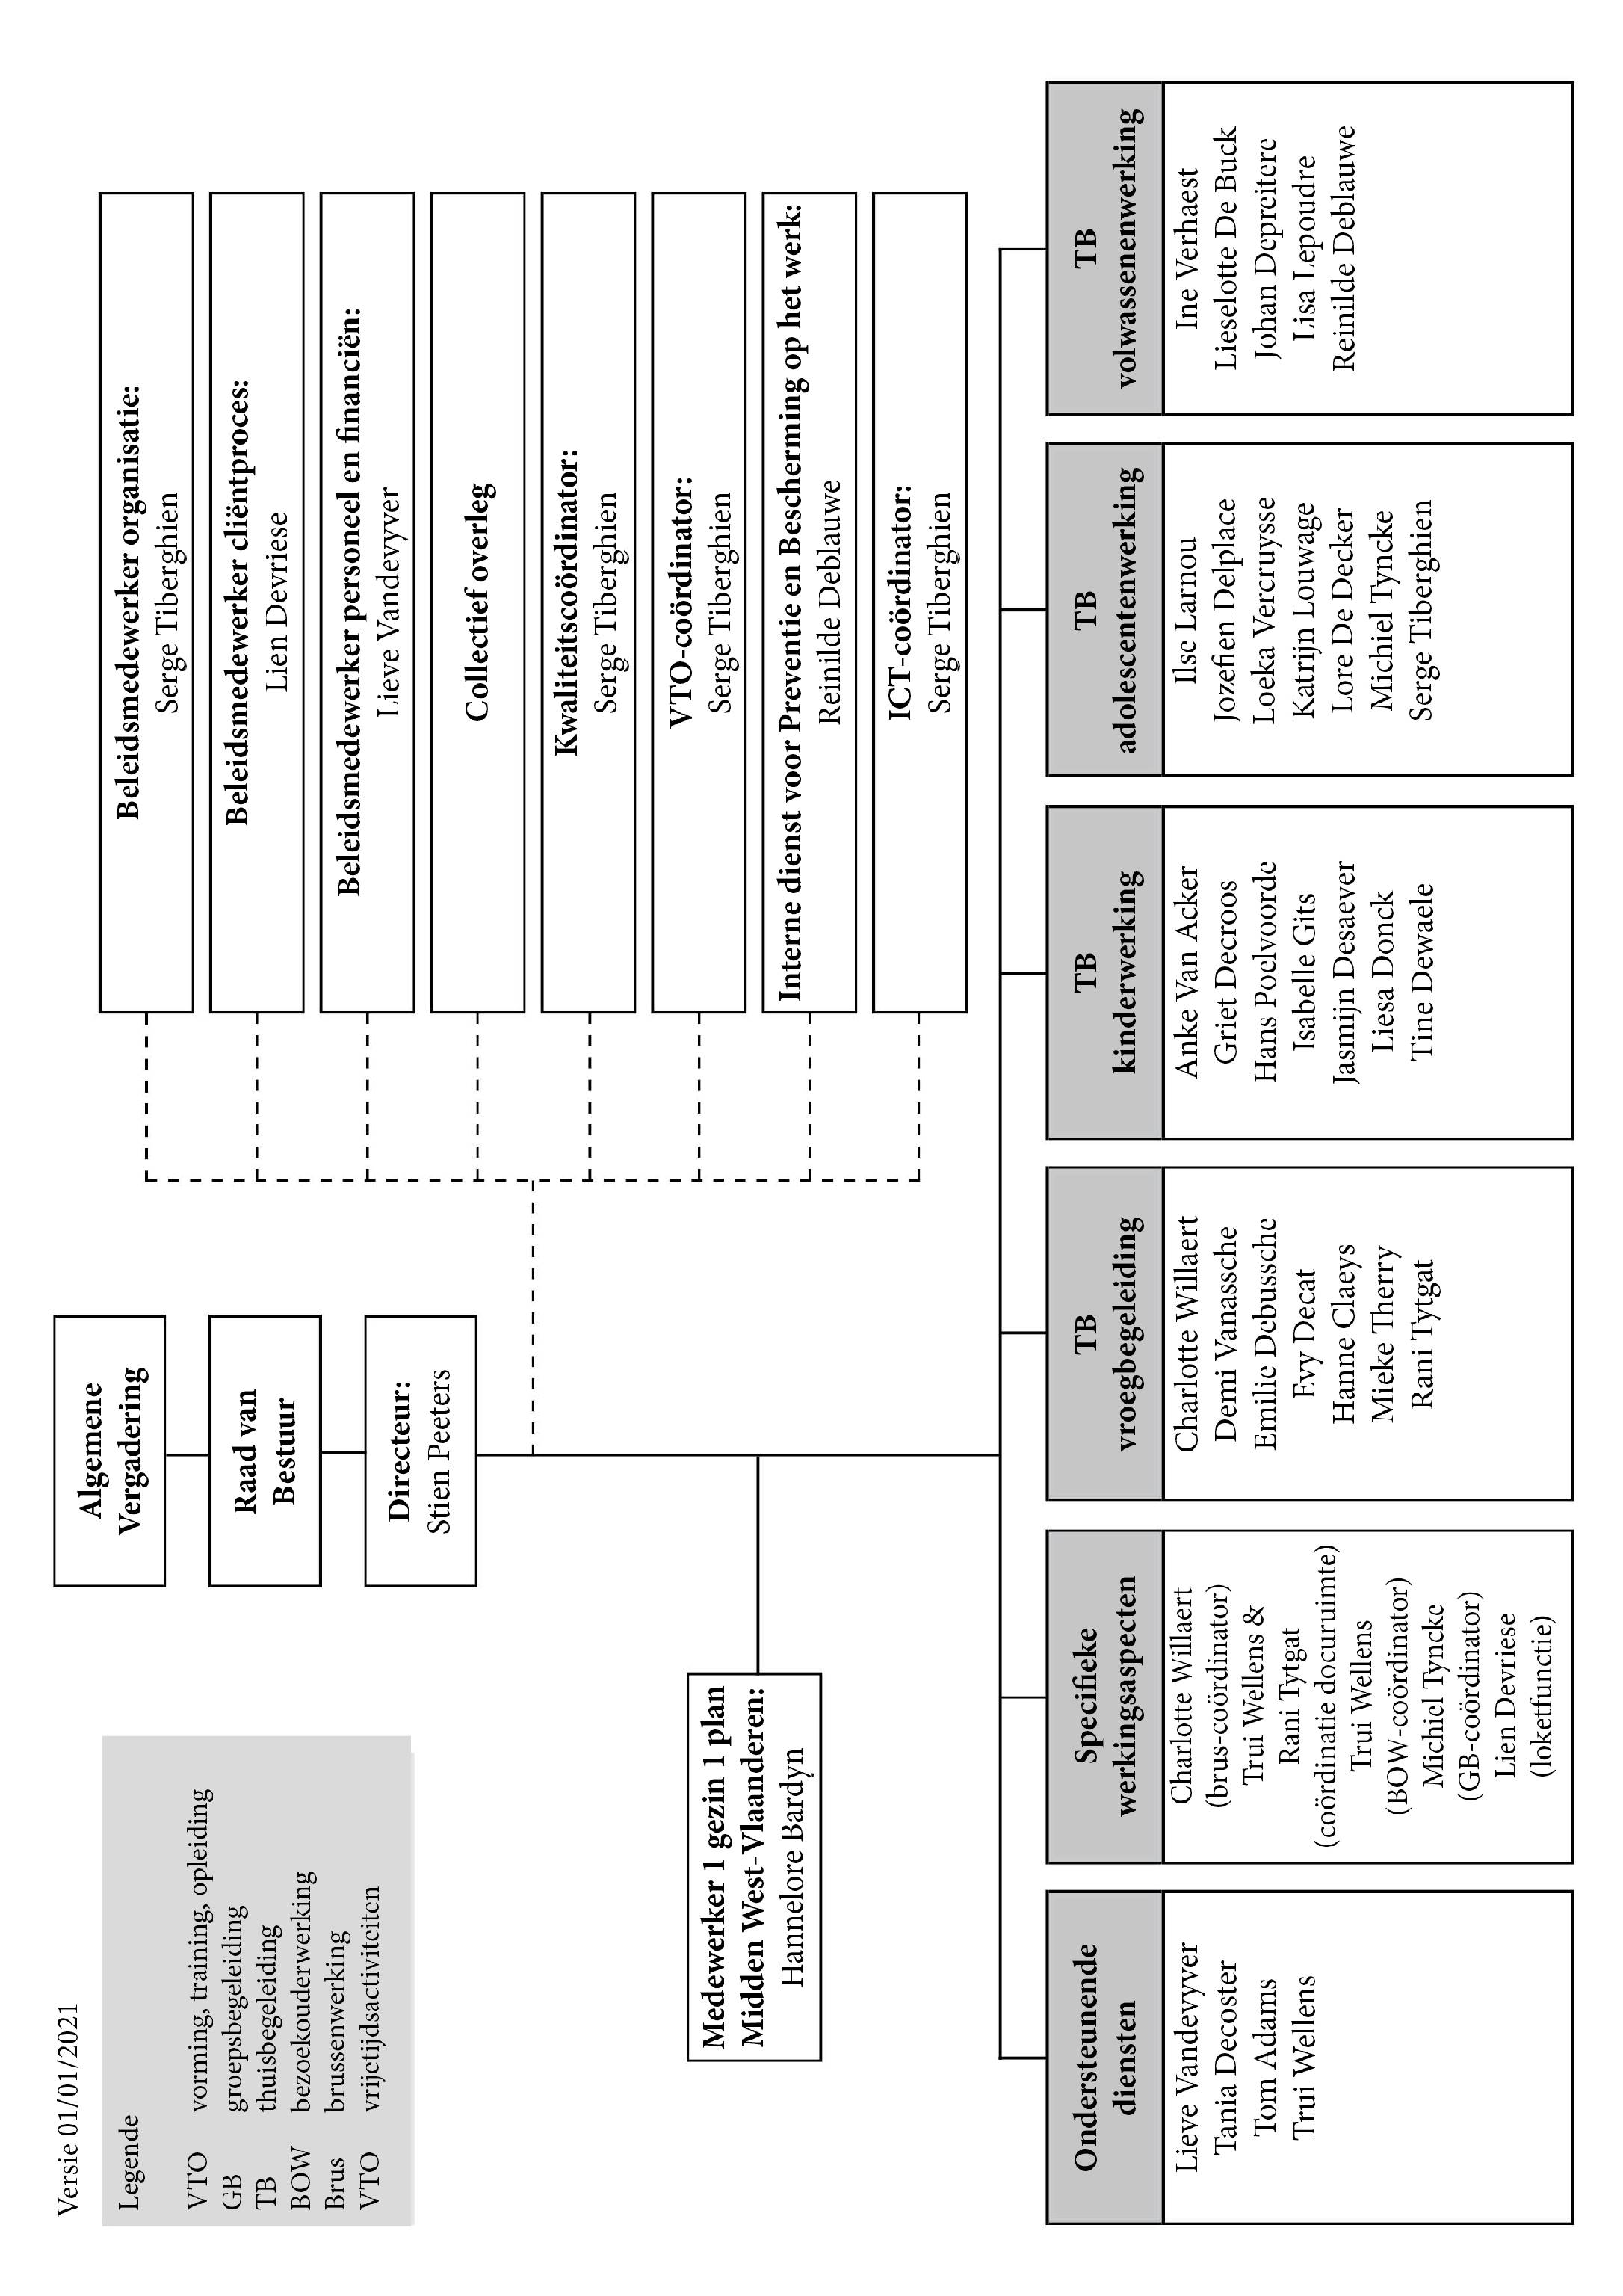 Versie 01/01/2021
Legende
VTO vorming, training, opleiding
GB groepsbegeleiding
TB thuisbegeleiding
BOW bezoekouderwerking
Brus brussenwerking
VTO vrijetijdsactiviteiten
Algemene
Vergadering
Raad van
Bestuur
Directeur:
Stien Peeters
Beleidsmedewerker organisatie:
Serge Tiberghien
Beleidsmedewerker cliëntproces:
Lien Devriese
Beleidsmedewerker personeel en financiën:
Lieve Vandevyver
Collectief overleg
Kwaliteitscoördinator:
Serge Tiberghien
VTO-coördinator:
Serge Tiberghien
Interne dienst voor Preventie en Bescherming op het werk:
Reinilde Deblauwe
ICT-coördinator:
Serge Tiberghien
Medewerker 1 gezin 1 plan
Midden West-Vlaanderen:
Hannelore Bardyn
Ondersteunende
diensten
Lieve Vandevyver
Tania Decoster
Tom Adams
Trui Wellens
Specifieke
werkingsaspecten
Charlotte Willaert
(brus-coördinator)
Trui Wellens &
Rani Tytgat
(coördinatie docuruimte)
Trui Wellens
(BOW-coördinator)
Michiel Tyncke
(GB-coördinator)
Lien Devriese
(loketfunctie)
TB
vroegbegeleiding
Charlotte Willaert
Demi Vanassche
Emilie Debussche
Evy Decat
Hanne Claeys
Mieke Therry
Rani Tytgat
TB
kinderwerking
Anke Van Acker
Griet Decroos
Hans Poelvoorde
Isabelle Gits
Jasmijn Desaever
Liesa Donck
Tine Dewaele
TB
adolescentenwerking
Ilse Larnou
Jozefien Delplace
Loeka Vercruysse
Katrijn Louwage
Lore De Decker
Michiel Tyncke
Serge Tiberghien
TB
volwassenenwerking
Ine Verhaest
Lieselotte De Buck
Johan Depreitere
Lisa Lepoudre
Reinilde Deblauwe